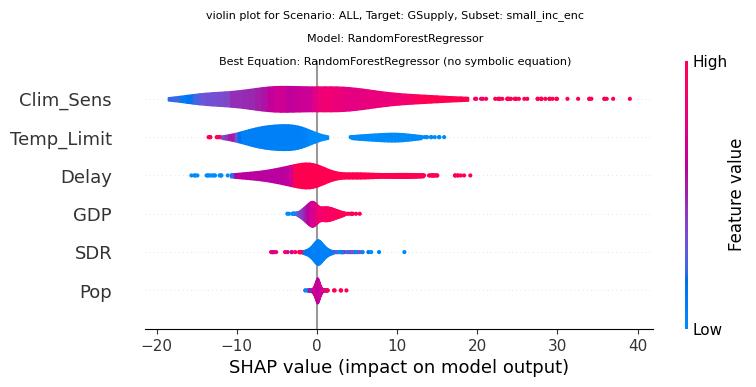 violin plot for Scenario: ALL, Target: GSupply, Subset: small_inc_enc
Model: RandomForestRegressor
Best Equation: RandomForestRegressor (no symbolic equation)
High
Clim_Sens
Temp_Limit
Delay
GDP
SDR
Pop
Feature value
Low
−20 −10 0 10 20 30 40
SHAP value (impact on model output)